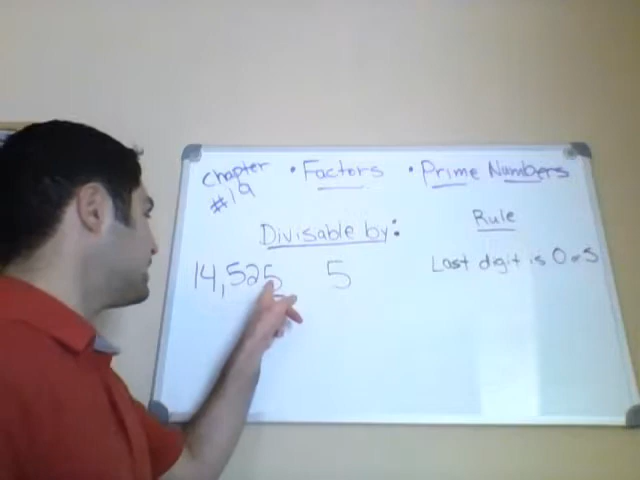 Chapter #19
• Factors • Prime Numbers
Divisable by: Rule
14,525 5 Last digit is 0 or 5